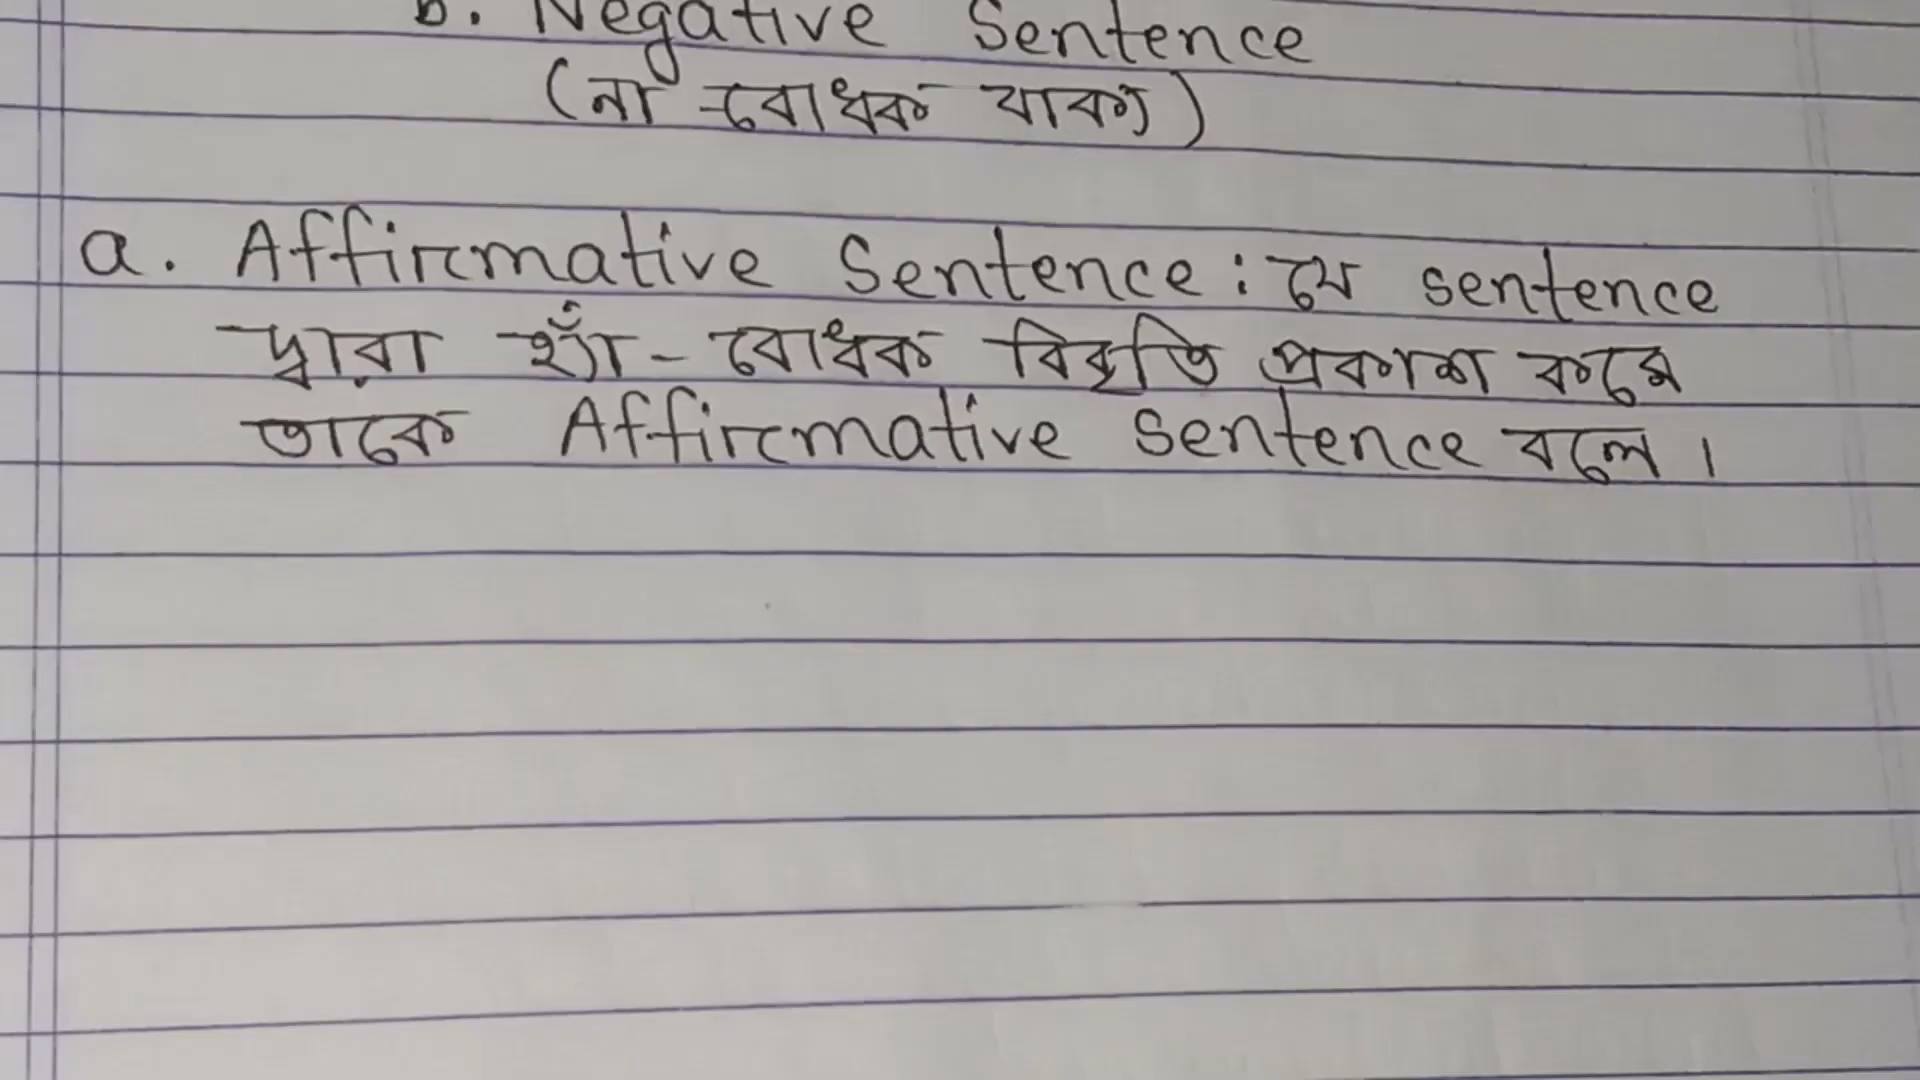 b. Negative Sentence
(না-বোধক বাক্য)
a. Affirmative Sentence: যে sentence
দ্বারা হ্যাঁ-বোধক বিবৃতি প্রকাশ করে
তাকে Affirmative sentence বলে।